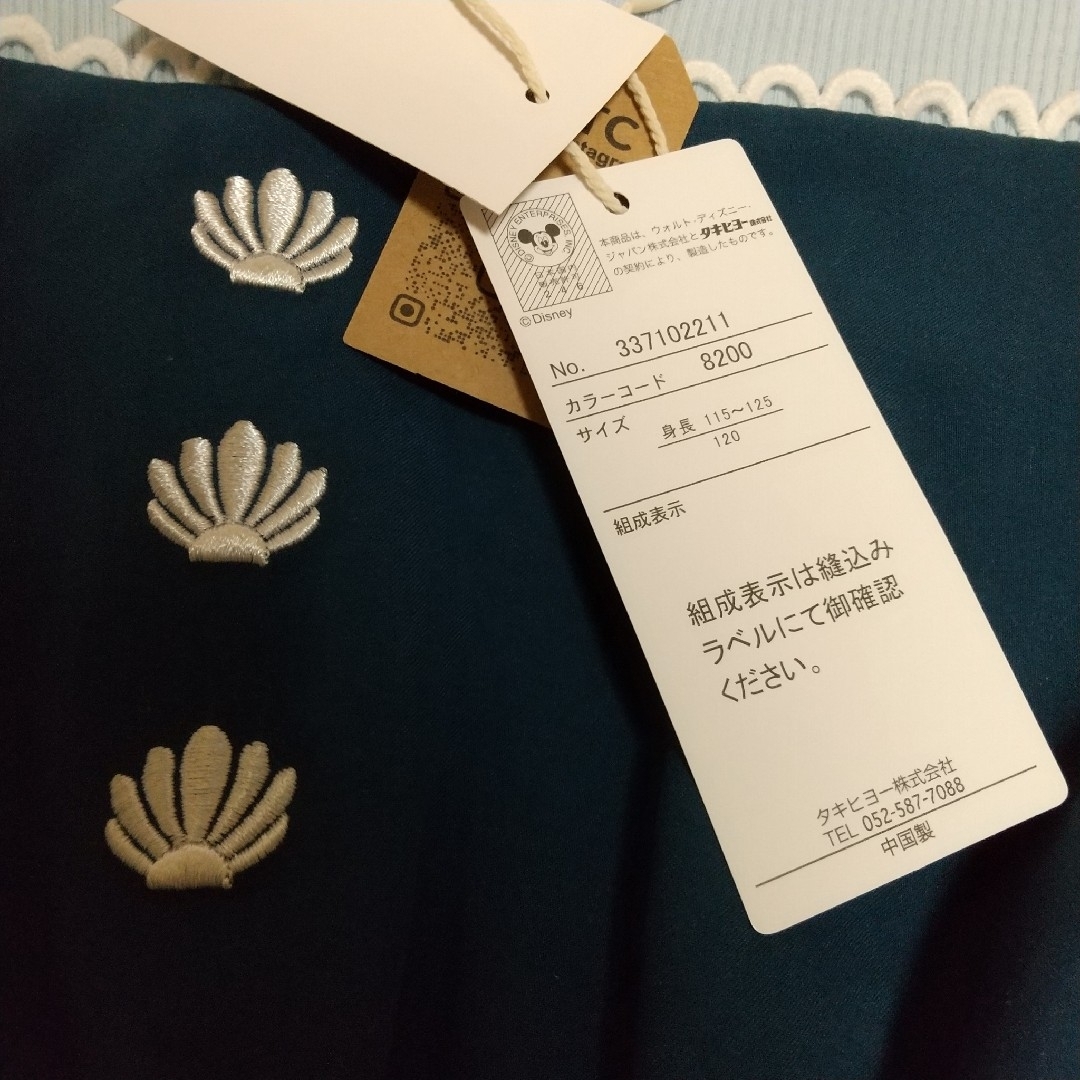 TC
©DISNEY ENTERPRISES, INC
本商品は、ウォルト・ディズニー・
ジャパン株式会社とタキヒヨー株式会社
の契約により、製造したものです。
©Disney
No. 337102211
カラーコード 8200
サイズ 身長 115~125
120
組成表示
組成表示は縫込み
ラベルにて御確認
ください。
タキヒヨー株式会社
TEL 052-587-7088
中国製